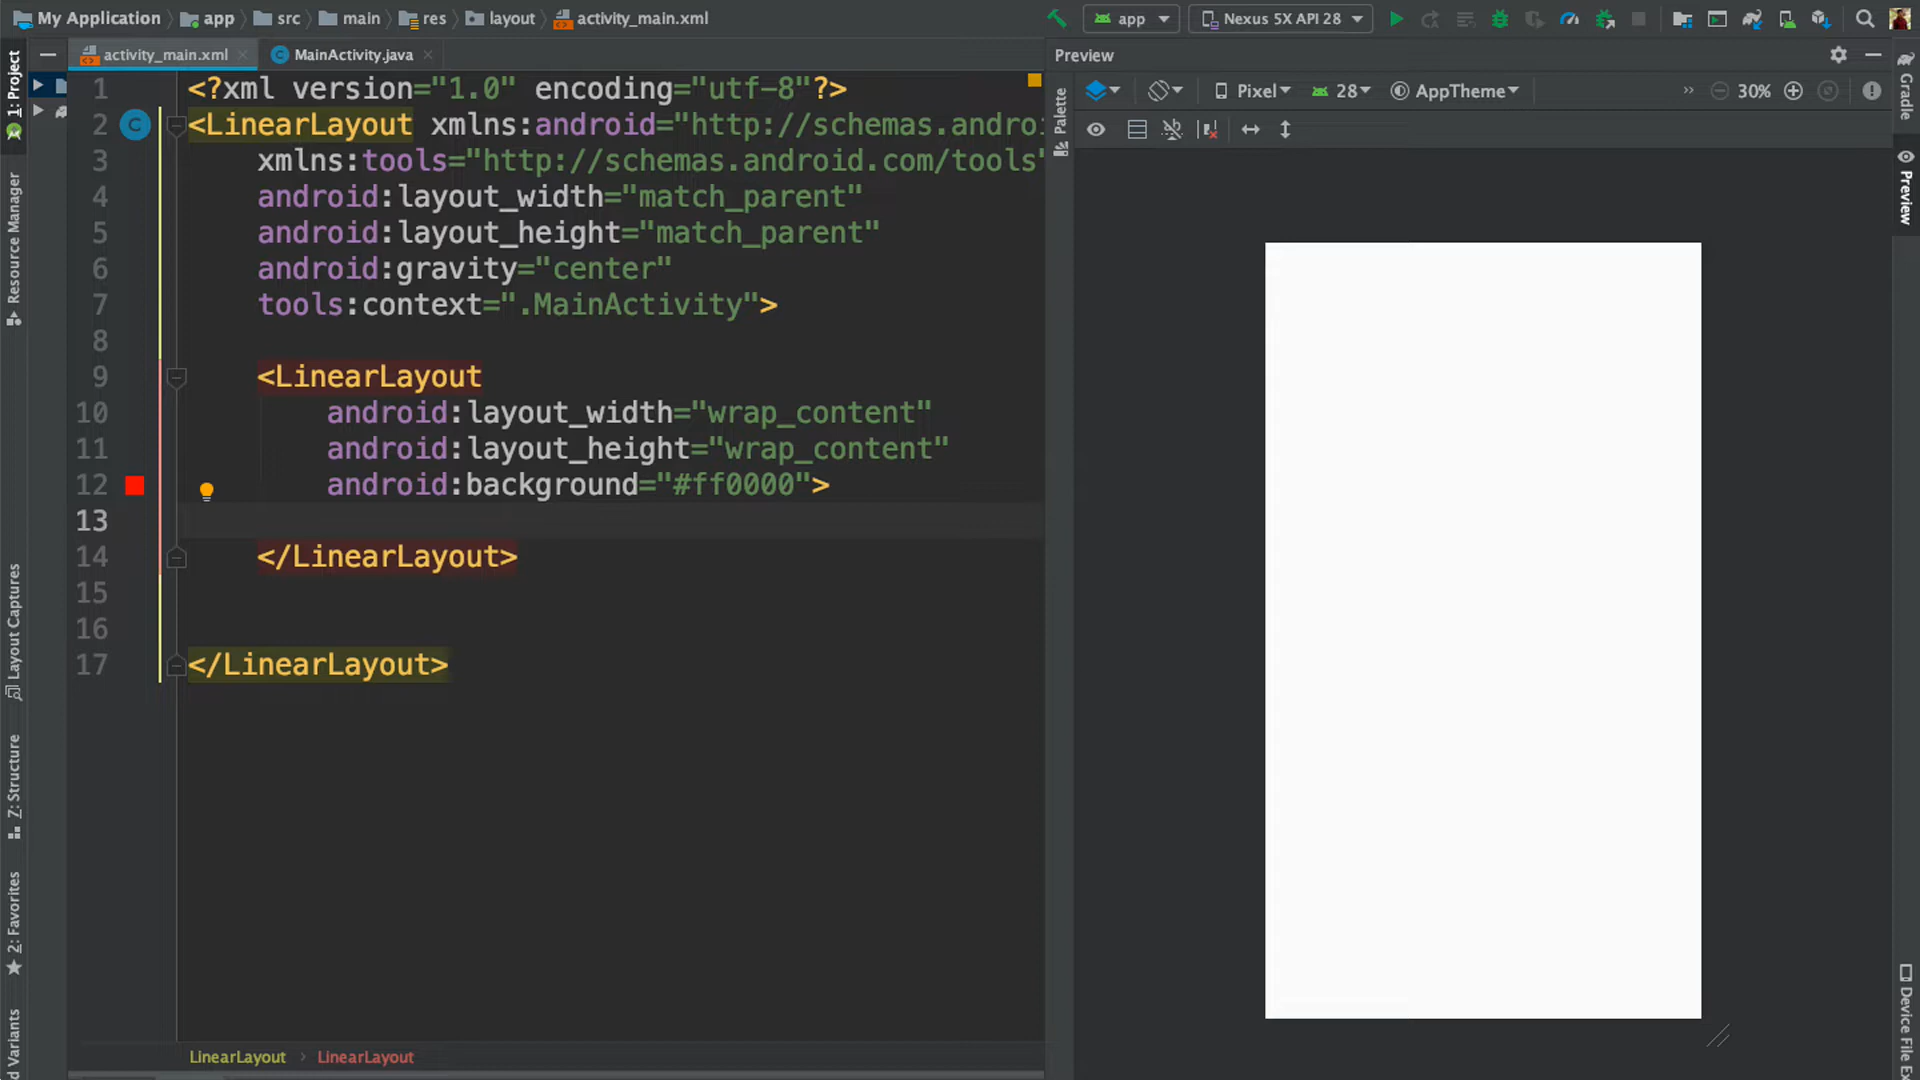 My Application app src main res layout activity_main.xml app Nexus 5X API 28
activity_main.xml MainActivity.java Preview
1: Project
Resource Manager
Layout Captures
Z: Structure
2: Favorites
d Variants
1 <?xml version="1.0" encoding="utf-8"?>
2 <LinearLayout xmlns:android="http://schemas.androi
3 xmlns:tools="http://schemas.android.com/tools"
4 android:layout_width="match_parent"
5 android:layout_height="match_parent"
6 android:gravity="center"
7 tools:context=".MainActivity">
8
9 <LinearLayout
10 android:layout_width="wrap_content"
11 android:layout_height="wrap_content"
12 android:background="#ff0000">
13
14 </LinearLayout>
15
16
17 </LinearLayout>
LinearLayout › LinearLayout
Palette
Pixel 28 AppTheme » 30%
Gradle
Preview
Device File Ex